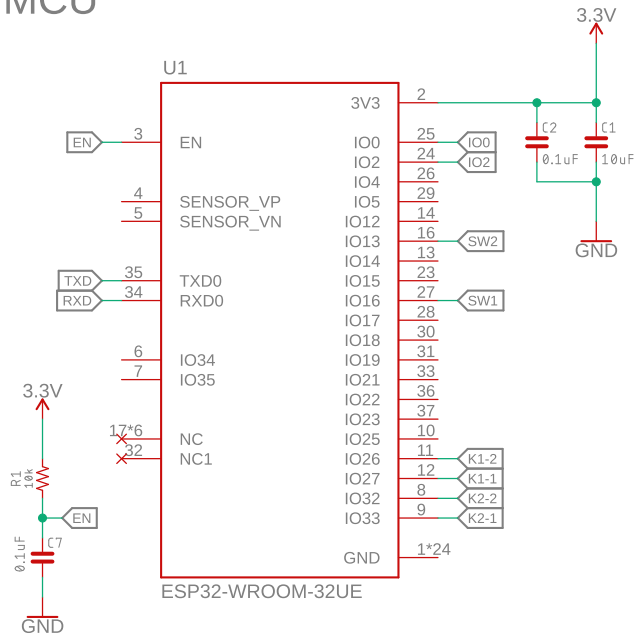 MCU
3.3V
U1
3V3 2
C2
0.1uF
C1
10uF
GND
EN 3 EN
4 SENSOR_VP
5 SENSOR_VN
TXD 35 TXD0
RXD 34 RXD0
6 IO34
7 IO35
17*6 NC
32 NC1
IO0 25 IO0
IO2 24 IO2
IO4 26
IO5 29
IO12 14
IO13 16 SW2
IO14 13
IO15 23
IO16 27 SW1
IO17 28
IO18 30
IO19 31
IO21 33
IO22 36
IO23 37
IO25 10
IO26 11 K1-2
IO27 12 K1-1
IO32 8 K2-2
IO33 9 K2-1
GND 1*24
ESP32-WROOM-32UE
3.3V
R1
10k
EN
C7
0.1uF
GND